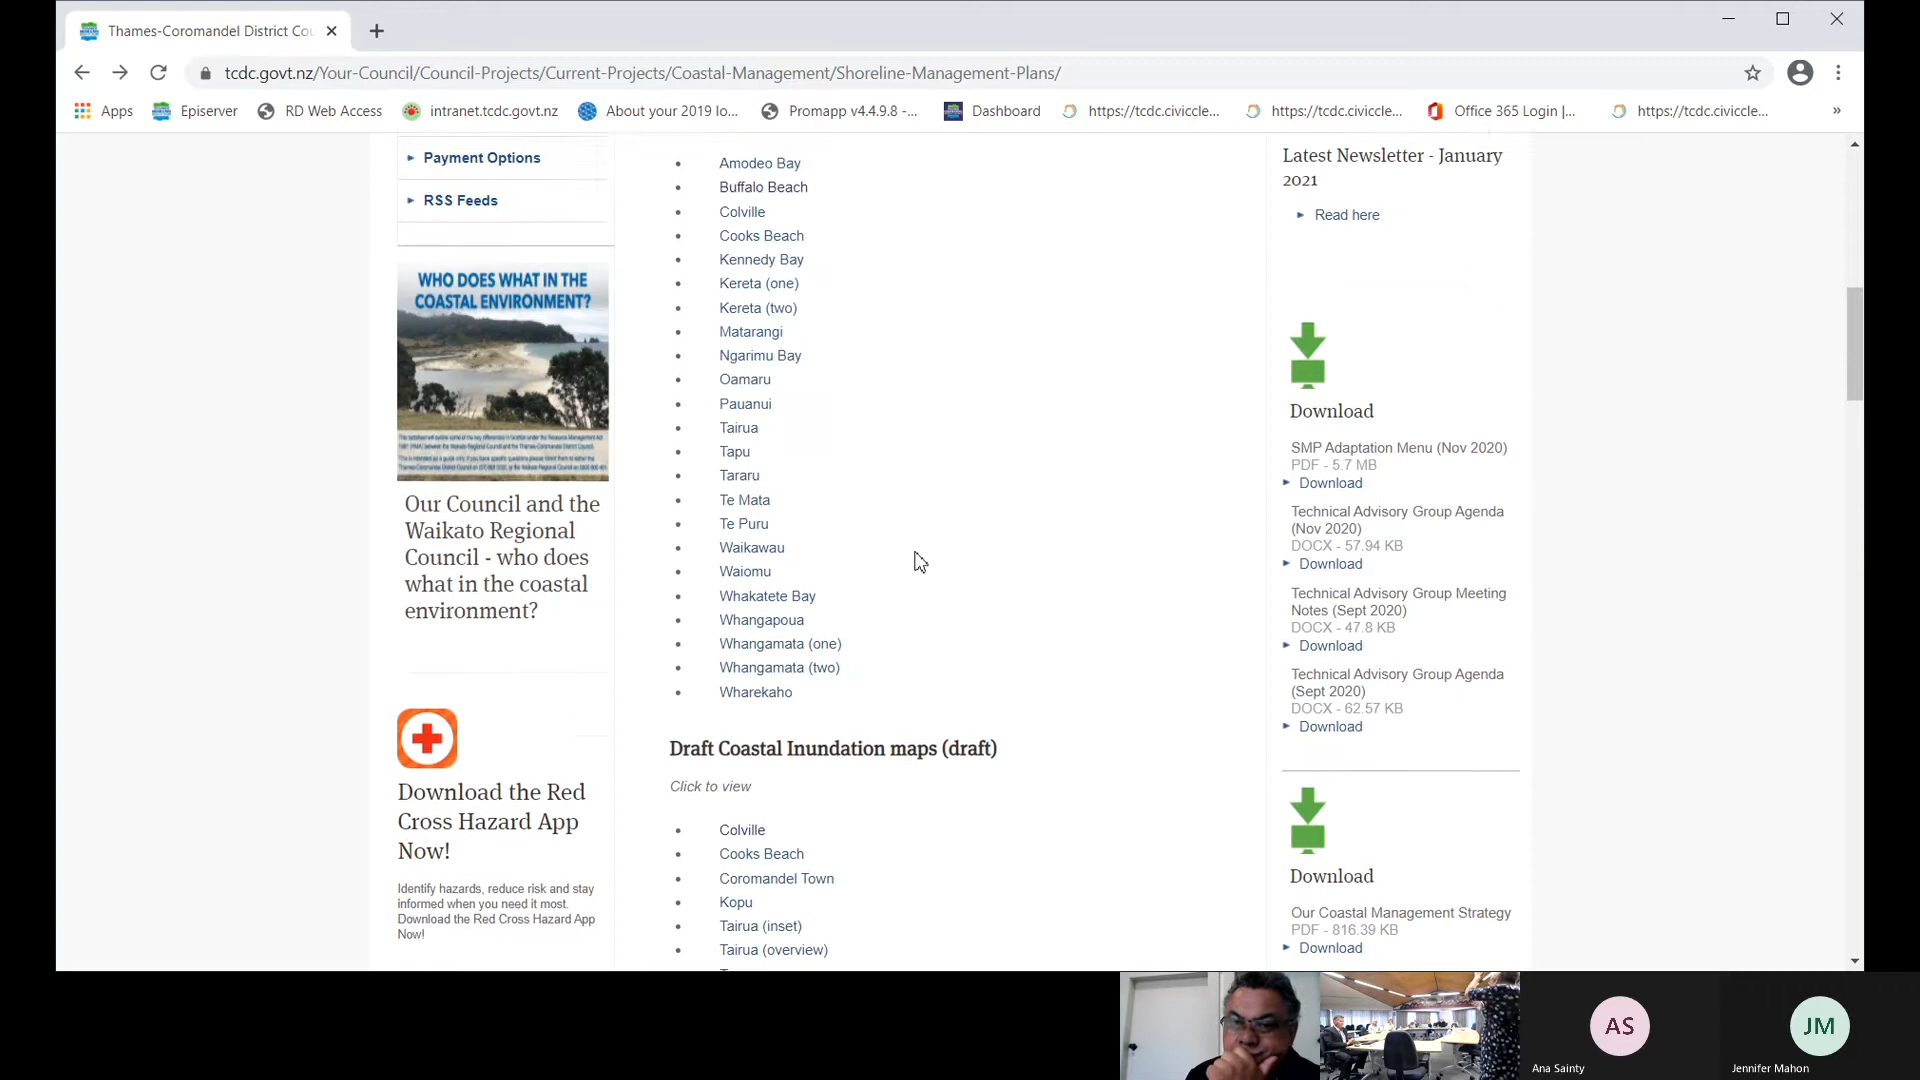 Thames-Coromandel District Cou
tcdc.govt.nz/Your-Council/Council-Projects/Current-Projects/Coastal-Management/Shoreline-Management-Plans/
Apps
Episerver
RD Web Access
intranet.tcdc.govt.nz
About your 2019 lo...
Promapp v4.4.9.8 -...
Dashboard
https://tcdc.civiccle...
https://tcdc.civiccle...
Office 365 Login |...
https://tcdc.civiccle...
»
Payment Options
RSS Feeds
WHO DOES WHAT IN THE
COASTAL ENVIRONMENT?
Our Council and the
Waikato Regional
Council - who does
what in the coastal
environment?
Download the Red
Cross Hazard App
Now!
Identify hazards, reduce risk and stay
informed when you need it most.
Download the Red Cross Hazard App
Now!
Amodeo Bay
Buffalo Beach
Colville
Cooks Beach
Kennedy Bay
Kereta (one)
Kereta (two)
Matarangi
Ngarimu Bay
Oamaru
Pauanui
Tairua
Tapu
Tararu
Te Mata
Te Puru
Waikawau
Waiomu
Whakatete Bay
Whangapoua
Whangamata (one)
Whangamata (two)
Wharekaho
Draft Coastal Inundation maps (draft)
Click to view
Colville
Cooks Beach
Coromandel Town
Kopu
Tairua (inset)
Tairua (overview)
Latest Newsletter - January
2021
Read here
Download
SMP Adaptation Menu (Nov 2020)
PDF - 5.7 MB
Download
Technical Advisory Group Agenda
(Nov 2020)
DOCX - 57.94 KB
Download
Technical Advisory Group Meeting
Notes (Sept 2020)
DOCX - 47.8 KB
Download
Technical Advisory Group Agenda
(Sept 2020)
DOCX - 62.57 KB
Download
Download
Our Coastal Management Strategy
PDF - 816.39 KB
Download
AS
Ana Sainty
JM
Jennifer Mahon